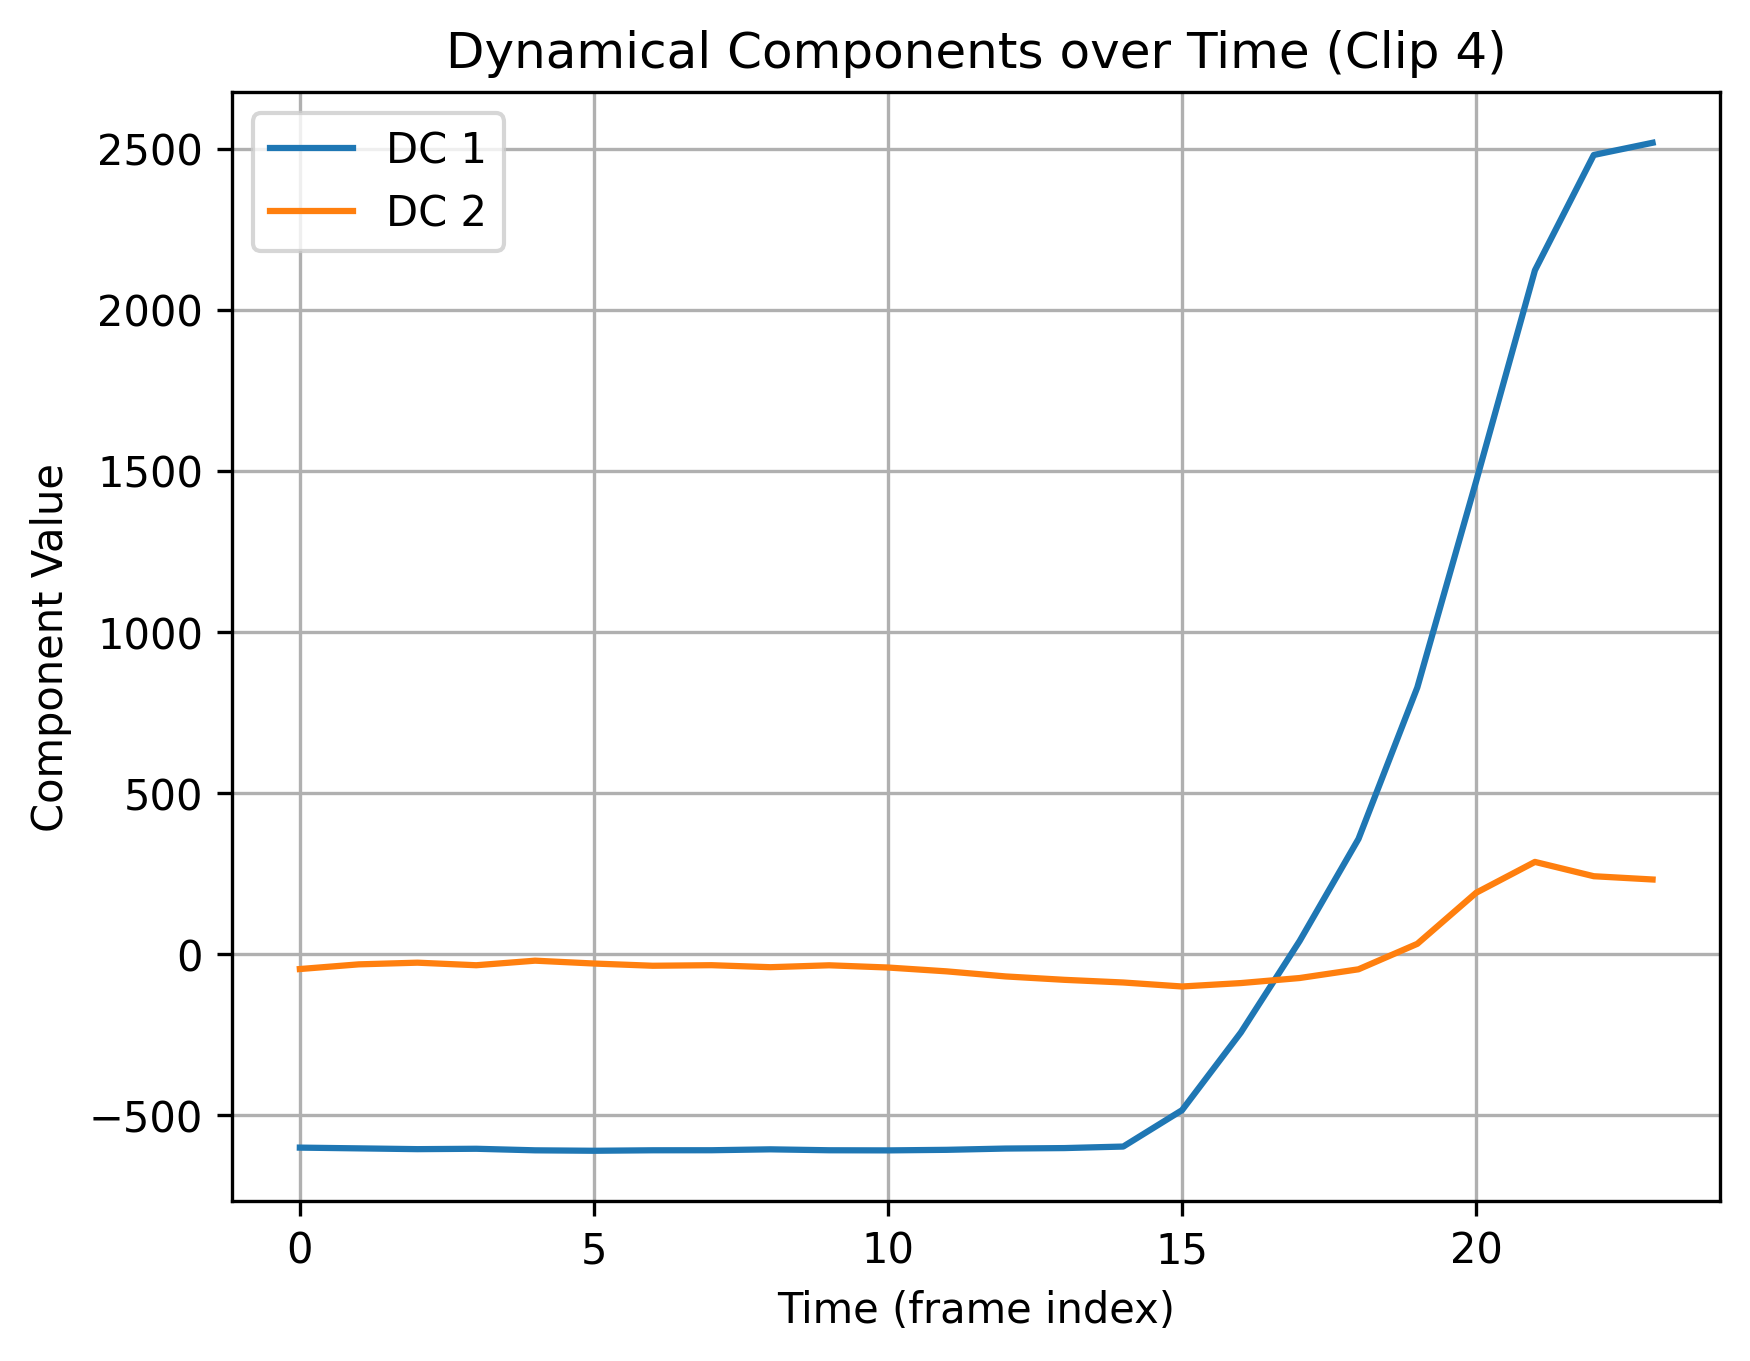 Dynamical Components over Time (Clip 4)
DC 1
DC 2
2500
2000
1500
1000
500
0
−500
Component Value
0 5 10 15 20
Time (frame index)